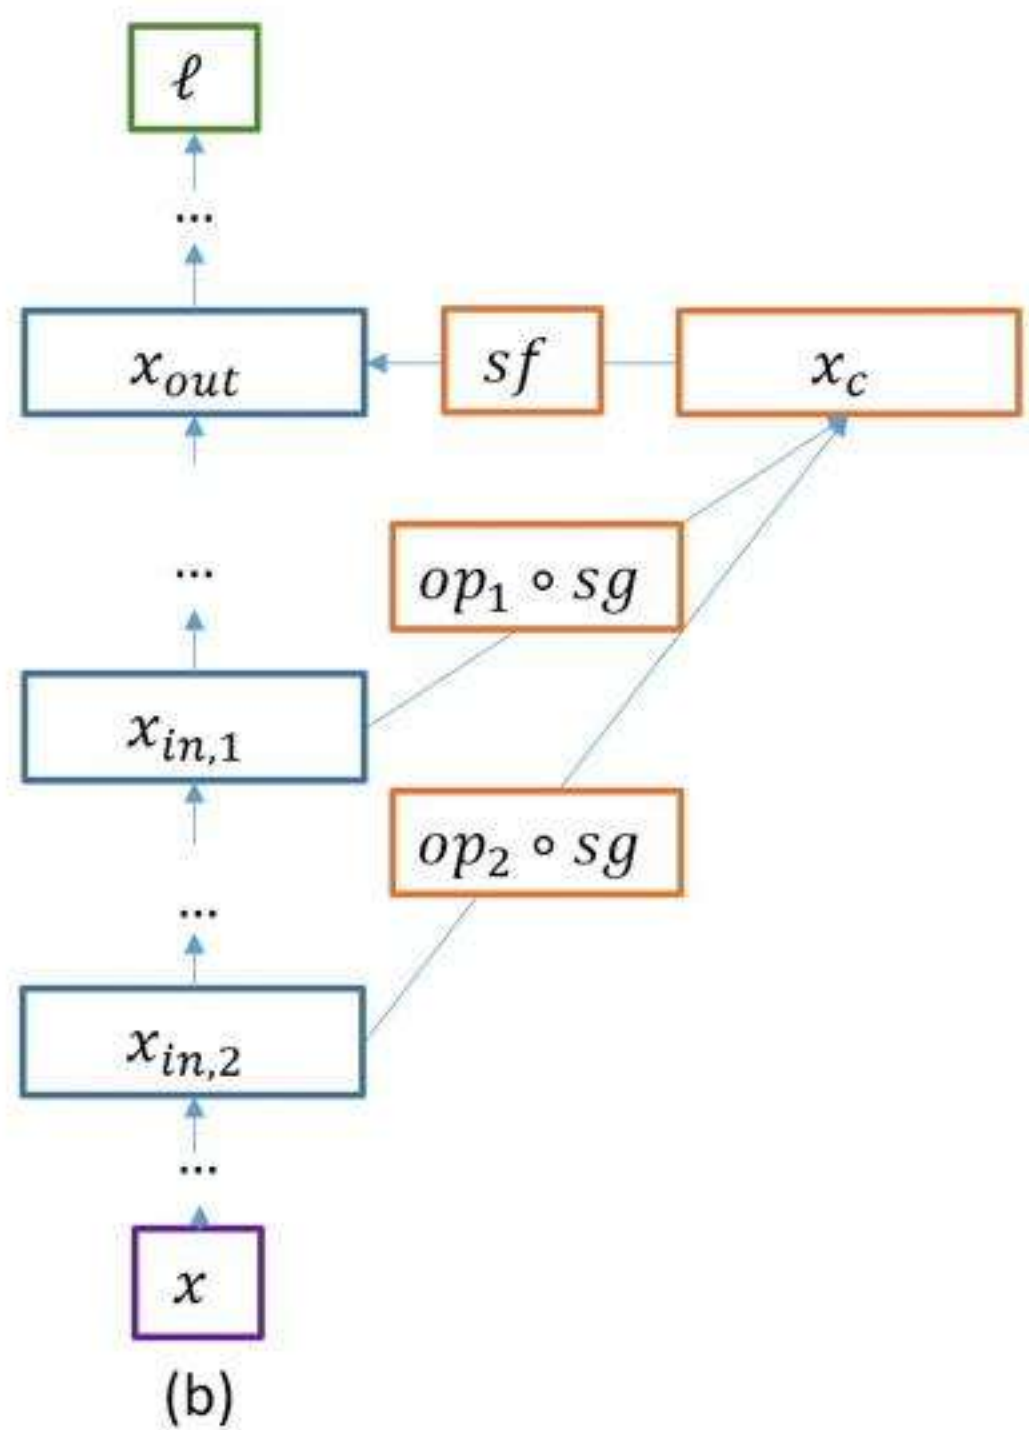 ℓ
...
x_out sf x_c
...
op_1 ∘ sg
x_in,1
op_2 ∘ sg
...
x_in,2
...
x
(b)